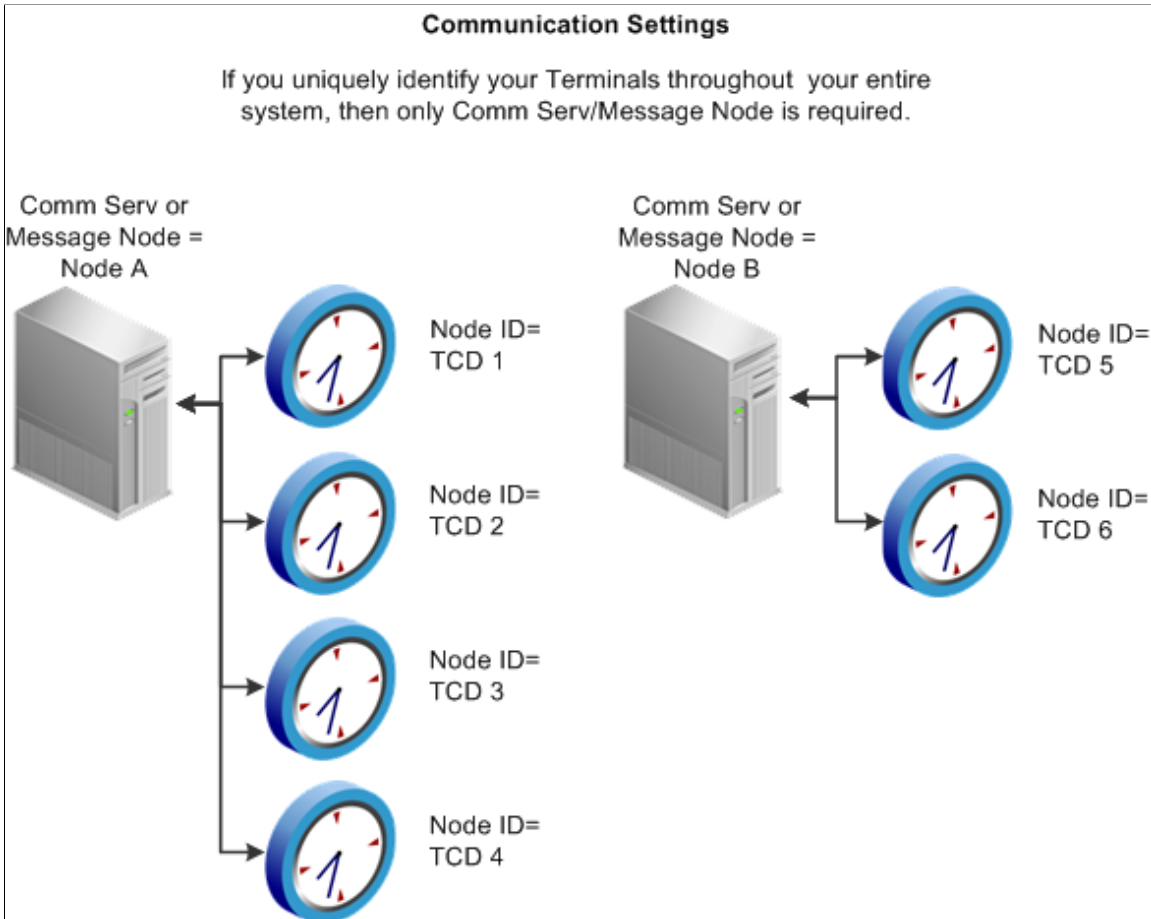 Communication Settings
If you uniquely identify your Terminals throughout your entire
system, then only Comm Serv/Message Node is required.
Comm Serv or
Message Node =
Node A
Node ID=
TCD 1
Node ID=
TCD 2
Node ID=
TCD 3
Node ID=
TCD 4
Comm Serv or
Message Node =
Node B
Node ID=
TCD 5
Node ID=
TCD 6